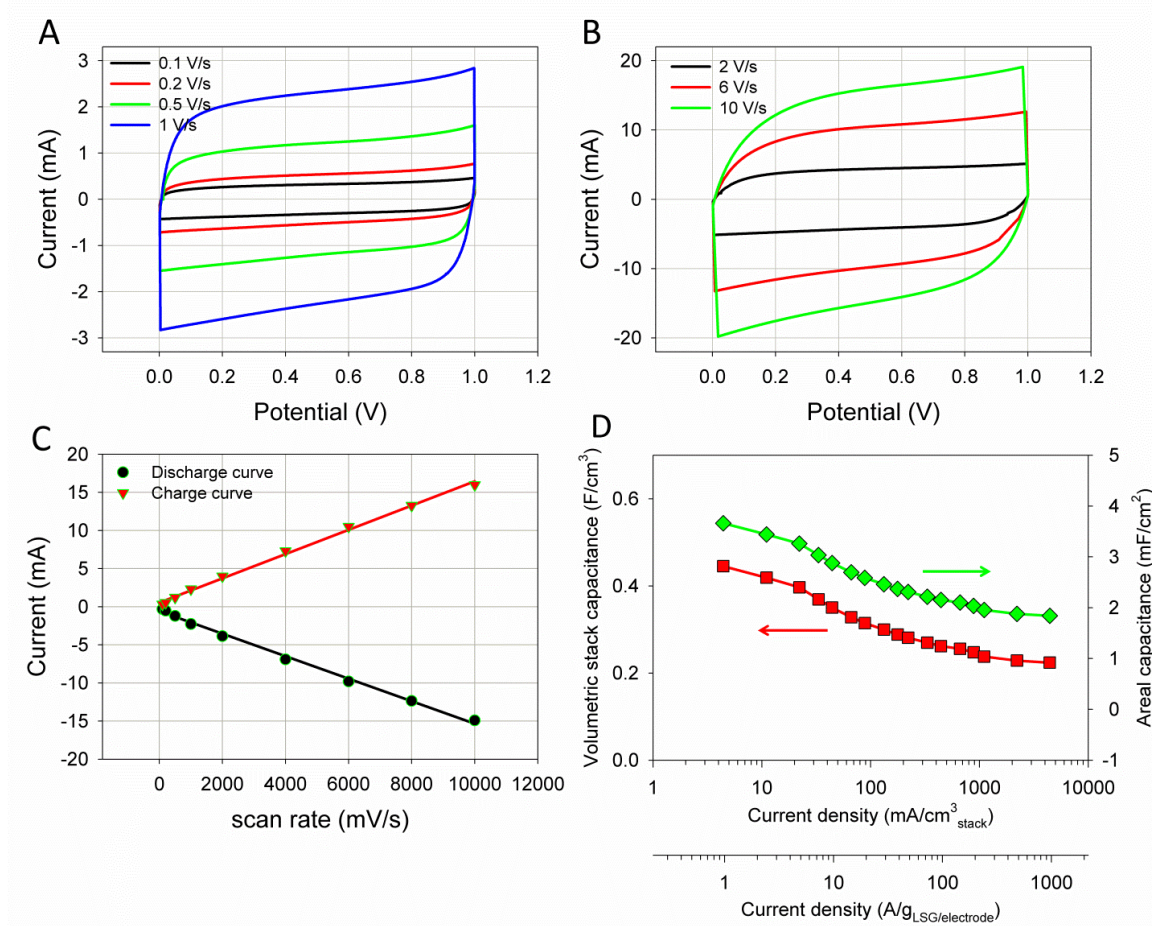 A
3
2
1
0
-1
-2
-3
Current (mA)
0.1 V/s
0.2 V/s
0.5 V/s
1 V/s
0.0 0.2 0.4 0.6 0.8 1.0 1.2
Potential (V)
B
20
10
0
-10
-20
Current (mA)
2 V/s
6 V/s
10 V/s
0.0 0.2 0.4 0.6 0.8 1.0 1.2
Potential (V)
C
20
15
10
5
0
-5
-10
-15
-20
Current (mA)
Discharge curve
Charge curve
0 2000 4000 6000 8000 10000 12000
scan rate (mV/s)
D
0.6
0.4
0.2
0.0
Volumetric stack capacitance (F/cm³)
5
4
3
2
1
0
-1
Areal capacitance (mF/cm²)
1 10 100 1000 10000
Current density (mA/cm³stack)
1 10 100 1000
Current density (A/gLSG/electrode)